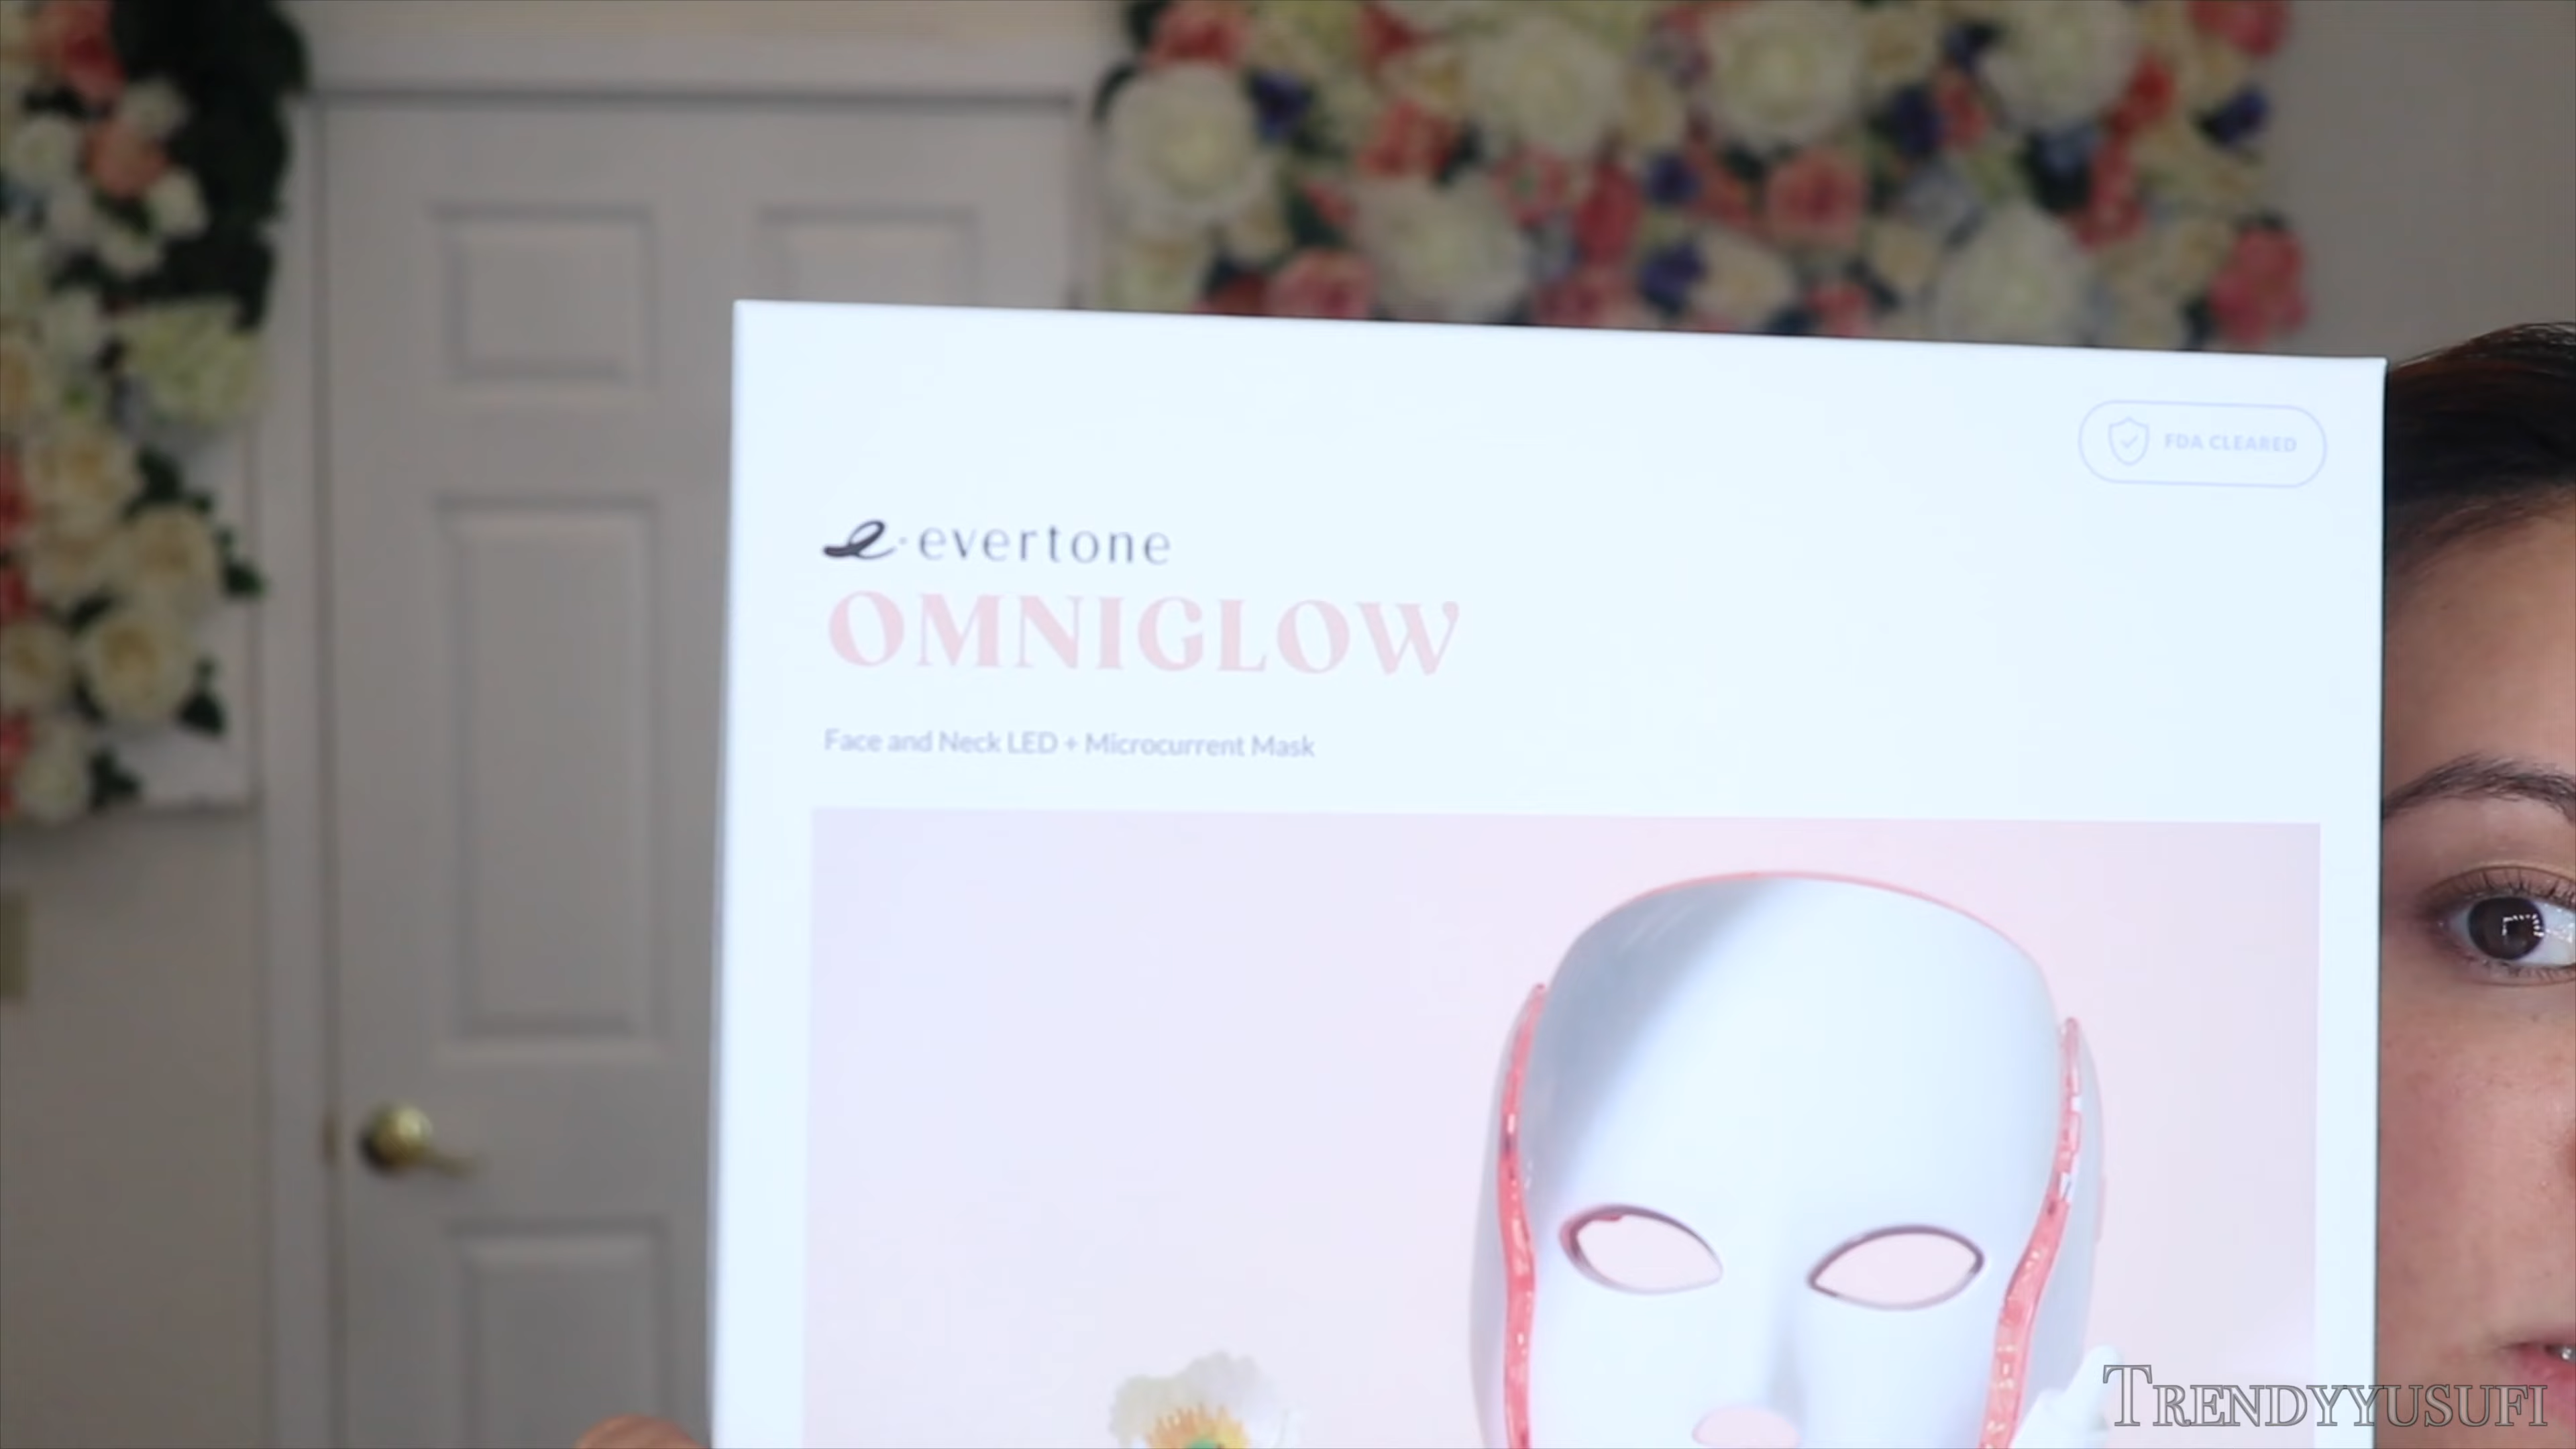 FDA CLEARED
e·evertone
OMNIGLOW
Face and Neck LED + Microcurrent Mask
TRENDYYUSUFI